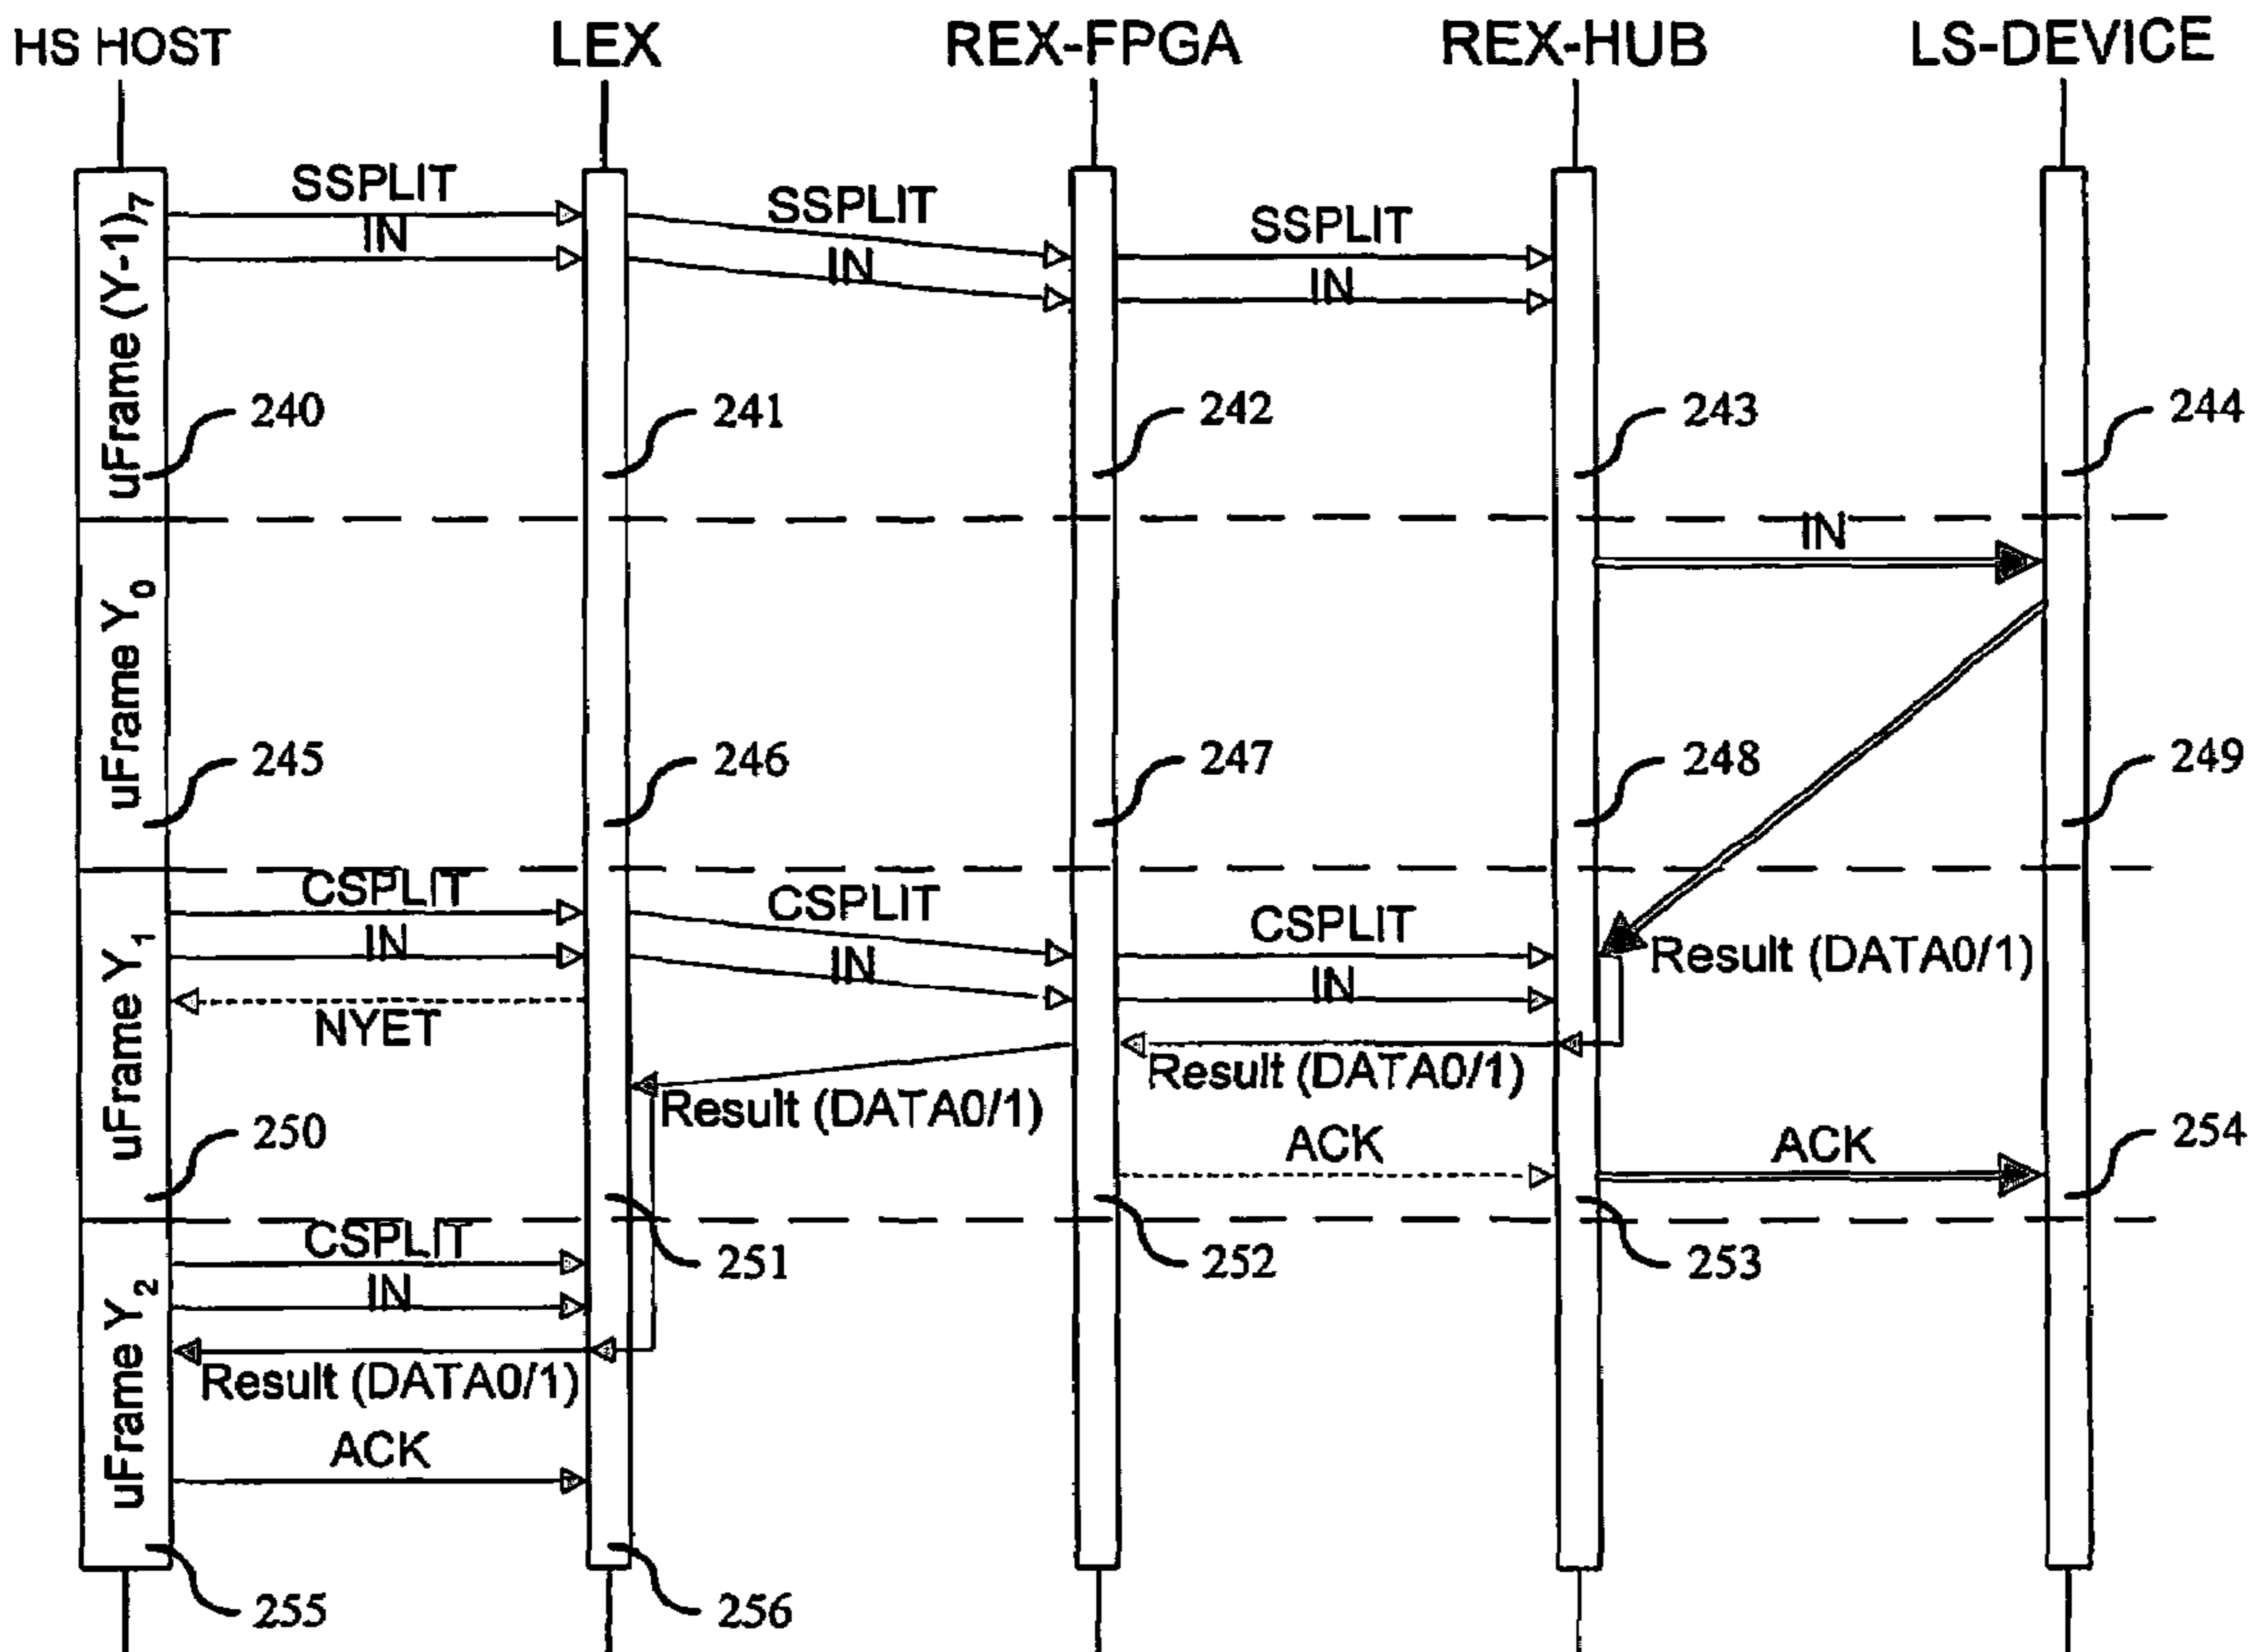 HS HOST LEX REX-FPGA REX-HUB LS-DEVICE
uFrame (Y-1)7
SSPLIT
IN
SSPLIT
IN
SSPLIT
IN
240 241 242 243 244
uFrame Y0
IN
245 246 247 248 249
uFrame Y1
CSPLIT
IN
CSPLIT
IN
CSPLIT
IN
Result (DATA0/1)
NYET
Result (DATA0/1)
Result (DATA0/1)
ACK
ACK
250
254
251 252 253
uFrame Y2
CSPLIT
IN
Result (DATA0/1)
ACK
255 256